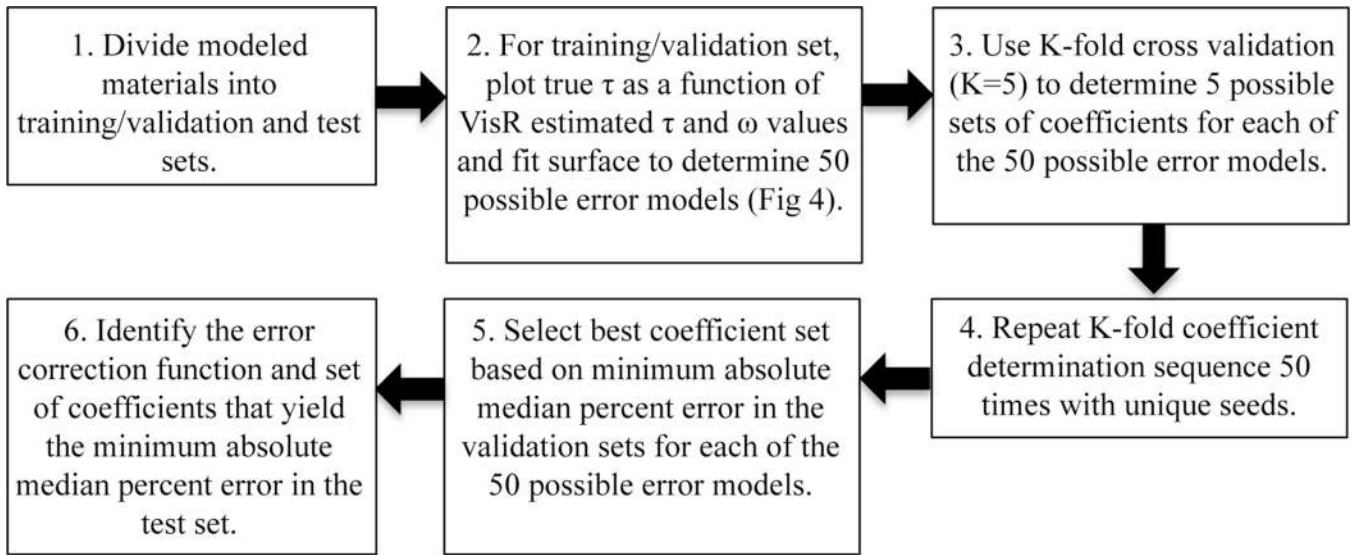 1. Divide modeled
materials into
training/validation and test
sets.
2. For training/validation set,
plot true τ as a function of
VisR estimated τ and ω values
and fit surface to determine 50
possible error models (Fig 4).
3. Use K-fold cross validation
(K=5) to determine 5 possible
sets of coefficients for each of
the 50 possible error models.
4. Repeat K-fold coefficient
determination sequence 50
times with unique seeds.
5. Select best coefficient set
based on minimum absolute
median percent error in the
validation sets for each of the
50 possible error models.
6. Identify the error
correction function and set
of coefficients that yield
the minimum absolute
median percent error in the
test set.